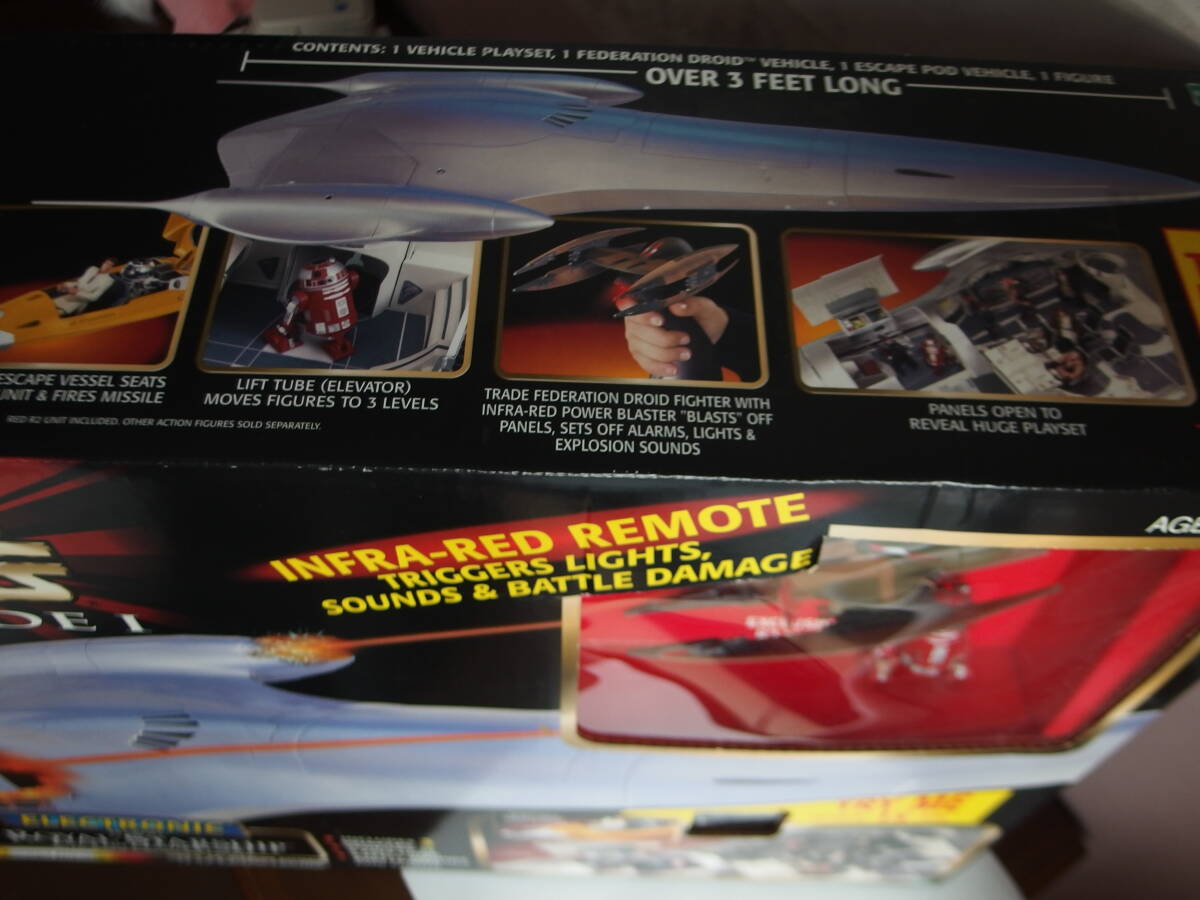 CONTENTS: 1 VEHICLE PLAYSET, 1 FEDERATION DROID™ VEHICLE, 1 ESCAPE POD VEHICLE, 1 FIGURE
OVER 3 FEET LONG
ESCAPE VESSEL SEATS
UNIT & FIRES MISSILE
LIFT TUBE (ELEVATOR)
MOVES FIGURES TO 3 LEVELS
RED R2 UNIT INCLUDED. OTHER ACTION FIGURES SOLD SEPARATELY.
TRADE FEDERATION DROID FIGHTER WITH
INFRA-RED POWER BLASTER "BLASTS" OFF
PANELS, SETS OFF ALARMS, LIGHTS &
EXPLOSION SOUNDS
PANELS OPEN TO
REVEAL HUGE PLAYSET
INFRA-RED REMOTE
TRIGGERS LIGHTS,
SOUNDS & BATTLE DAMAGE
AGE
ODE I
ELECTRONIC
ROYAL STARSHIP
TRY ME